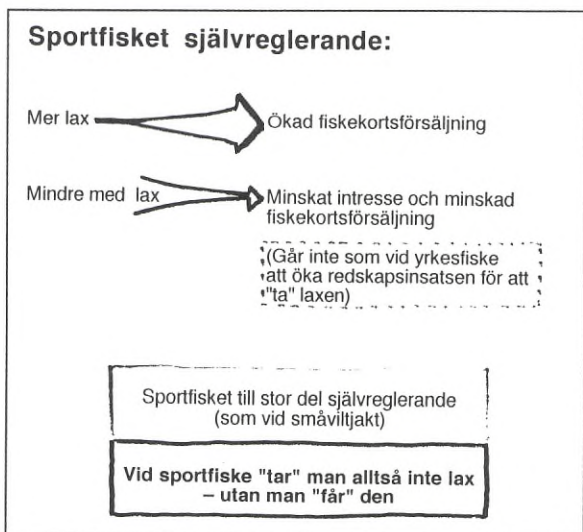 Sportfisket självreglerande:
Mer lax
Ökad fiskekortsförsäljning
Mindre med lax
Minskat intresse och minskad
fiskekortsförsäljning
(Går inte som vid yrkesfiske
att öka redskapsinsatsen för att
"ta" laxen)
Sportfisket till stor del självreglerande
(som vid småviltjakt)
Vid sportfiske "tar" man alltså inte lax
– utan man "får" den